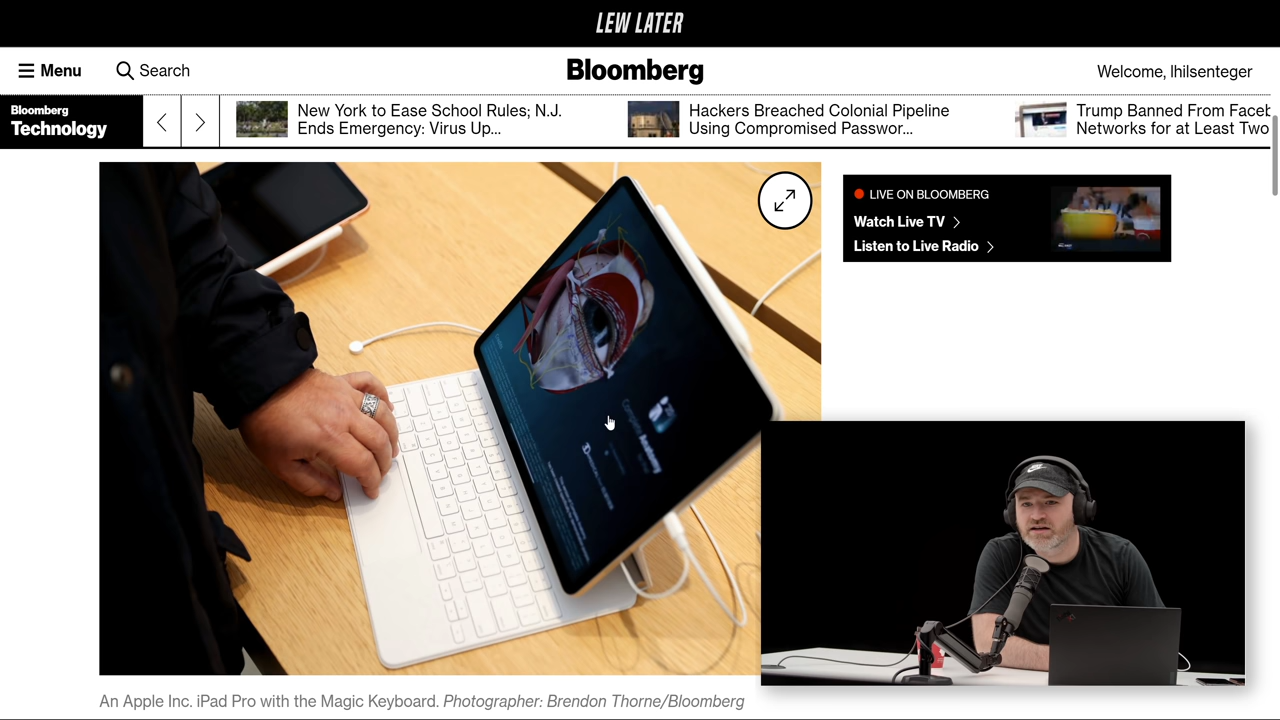 LEW LATER
Menu
Search
Bloomberg
Welcome, lhilsenteger
Bloomberg
Technology
New York to Ease School Rules; N.J.
Ends Emergency: Virus Up...
Hackers Breached Colonial Pipeline
Using Compromised Passwor...
Trump Banned From Faceb
Networks for at Least Two
LIVE ON BLOOMBERG
Watch Live TV
Listen to Live Radio
Complete Anatomy
An Apple Inc. iPad Pro with the Magic Keyboard. Photographer: Brendon Thorne/Bloomberg